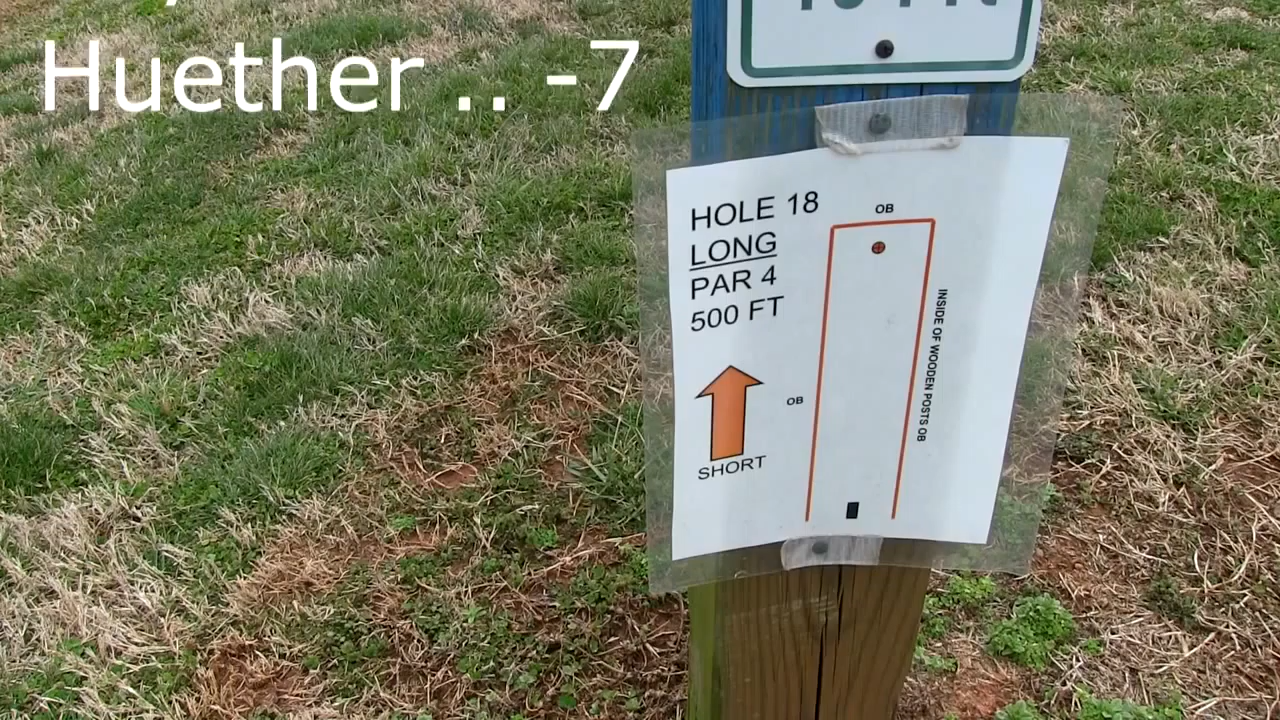 Huether .. -7
HOLE 18
LONG
PAR 4
500 FT
OB
INSIDE OF WOODEN POSTS OB
OB
SHORT